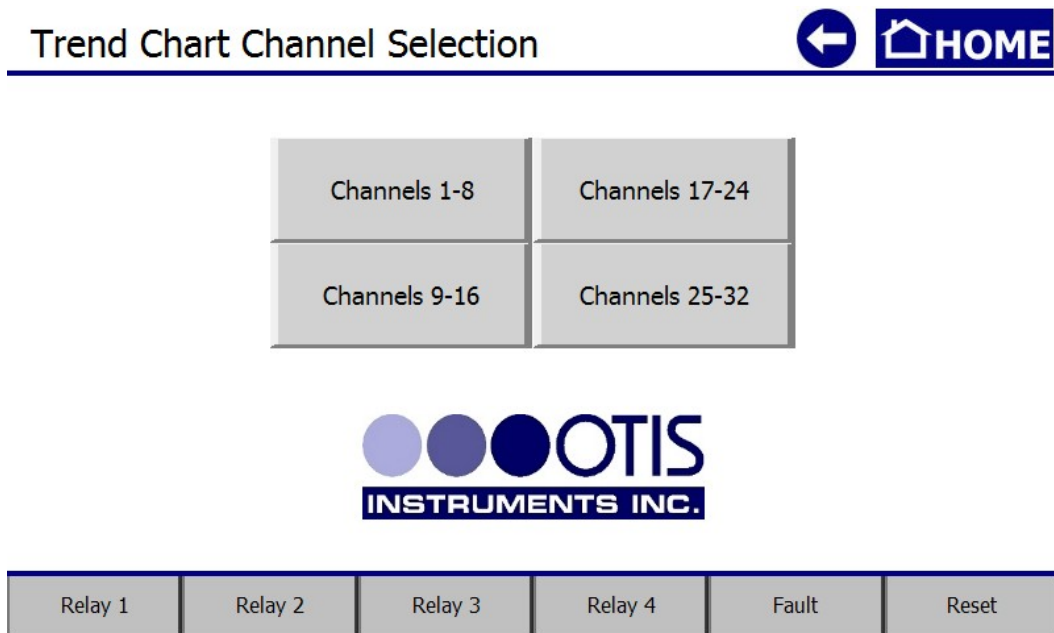 Trend Chart Channel Selection
HOME
Channels 1-8
Channels 17-24
Channels 9-16
Channels 25-32
OTIS
INSTRUMENTS INC.
Relay 1
Relay 2
Relay 3
Relay 4
Fault
Reset